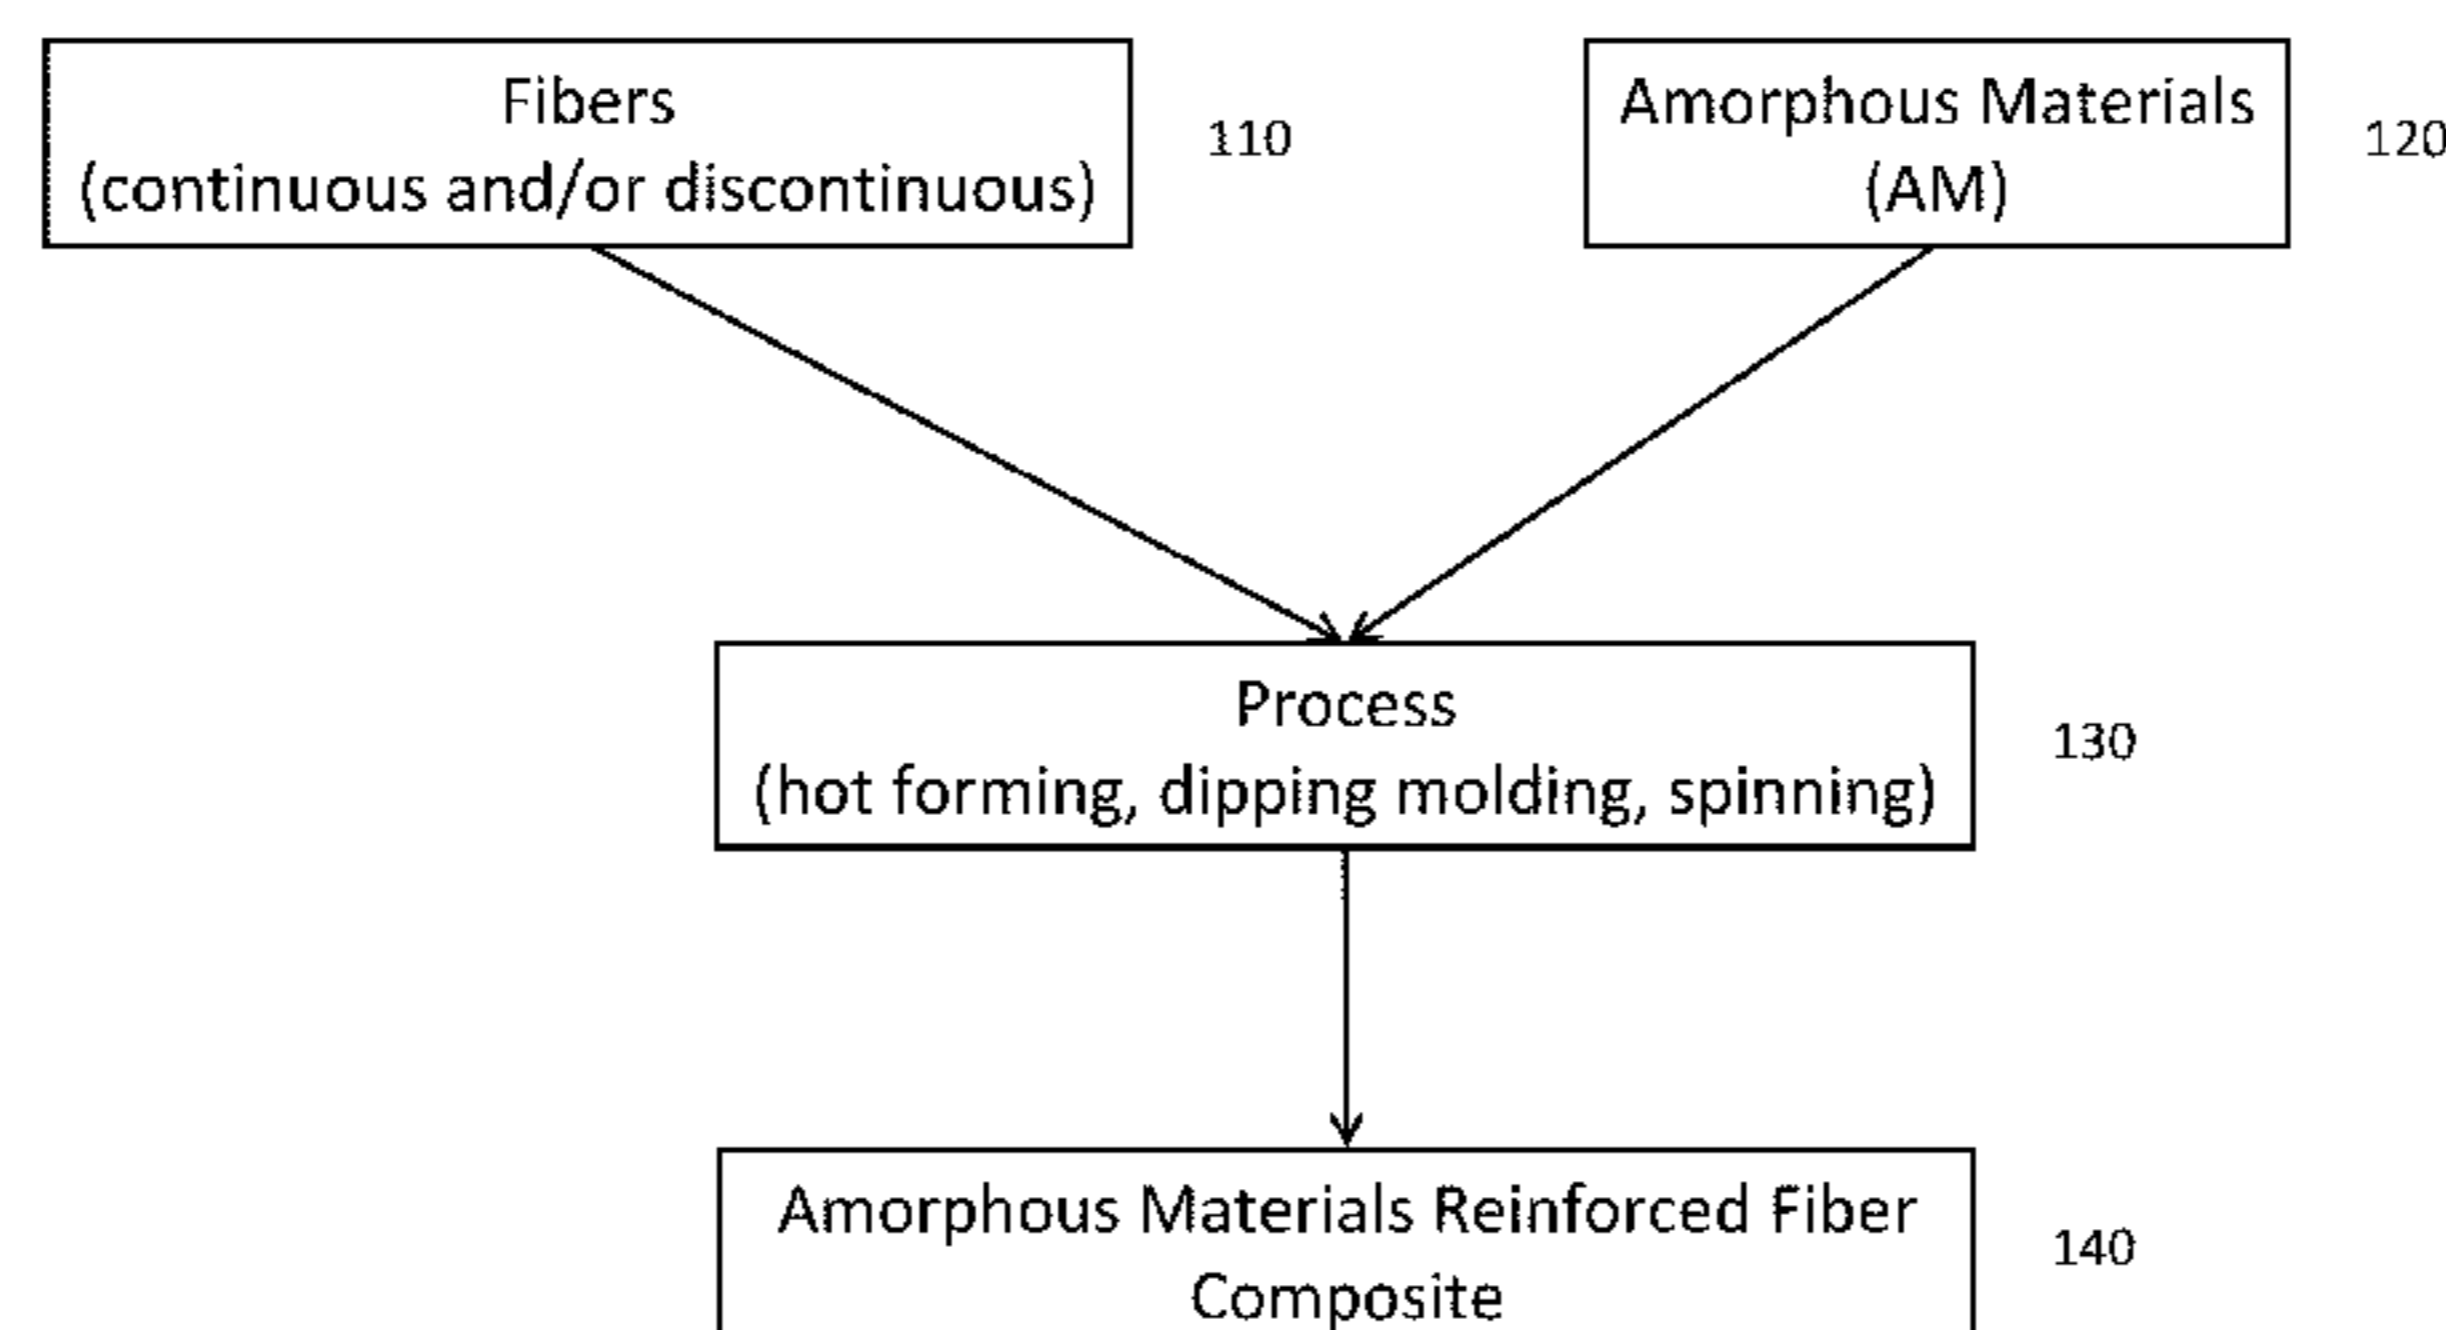 Fibers
(continuous and/or discontinuous)
110
Amorphous Materials
(AM)
120
Process
(hot forming, dipping molding, spinning)
130
Amorphous Materials Reinforced Fiber
Composite
140